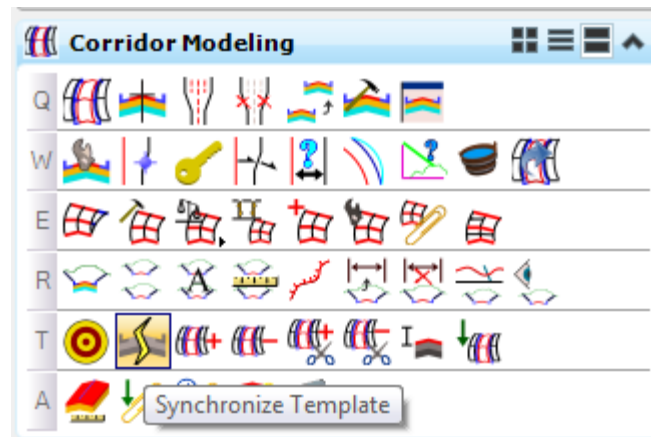 Corridor Modeling
Q
W
E
R
A
T
I
A
Synchronize Template